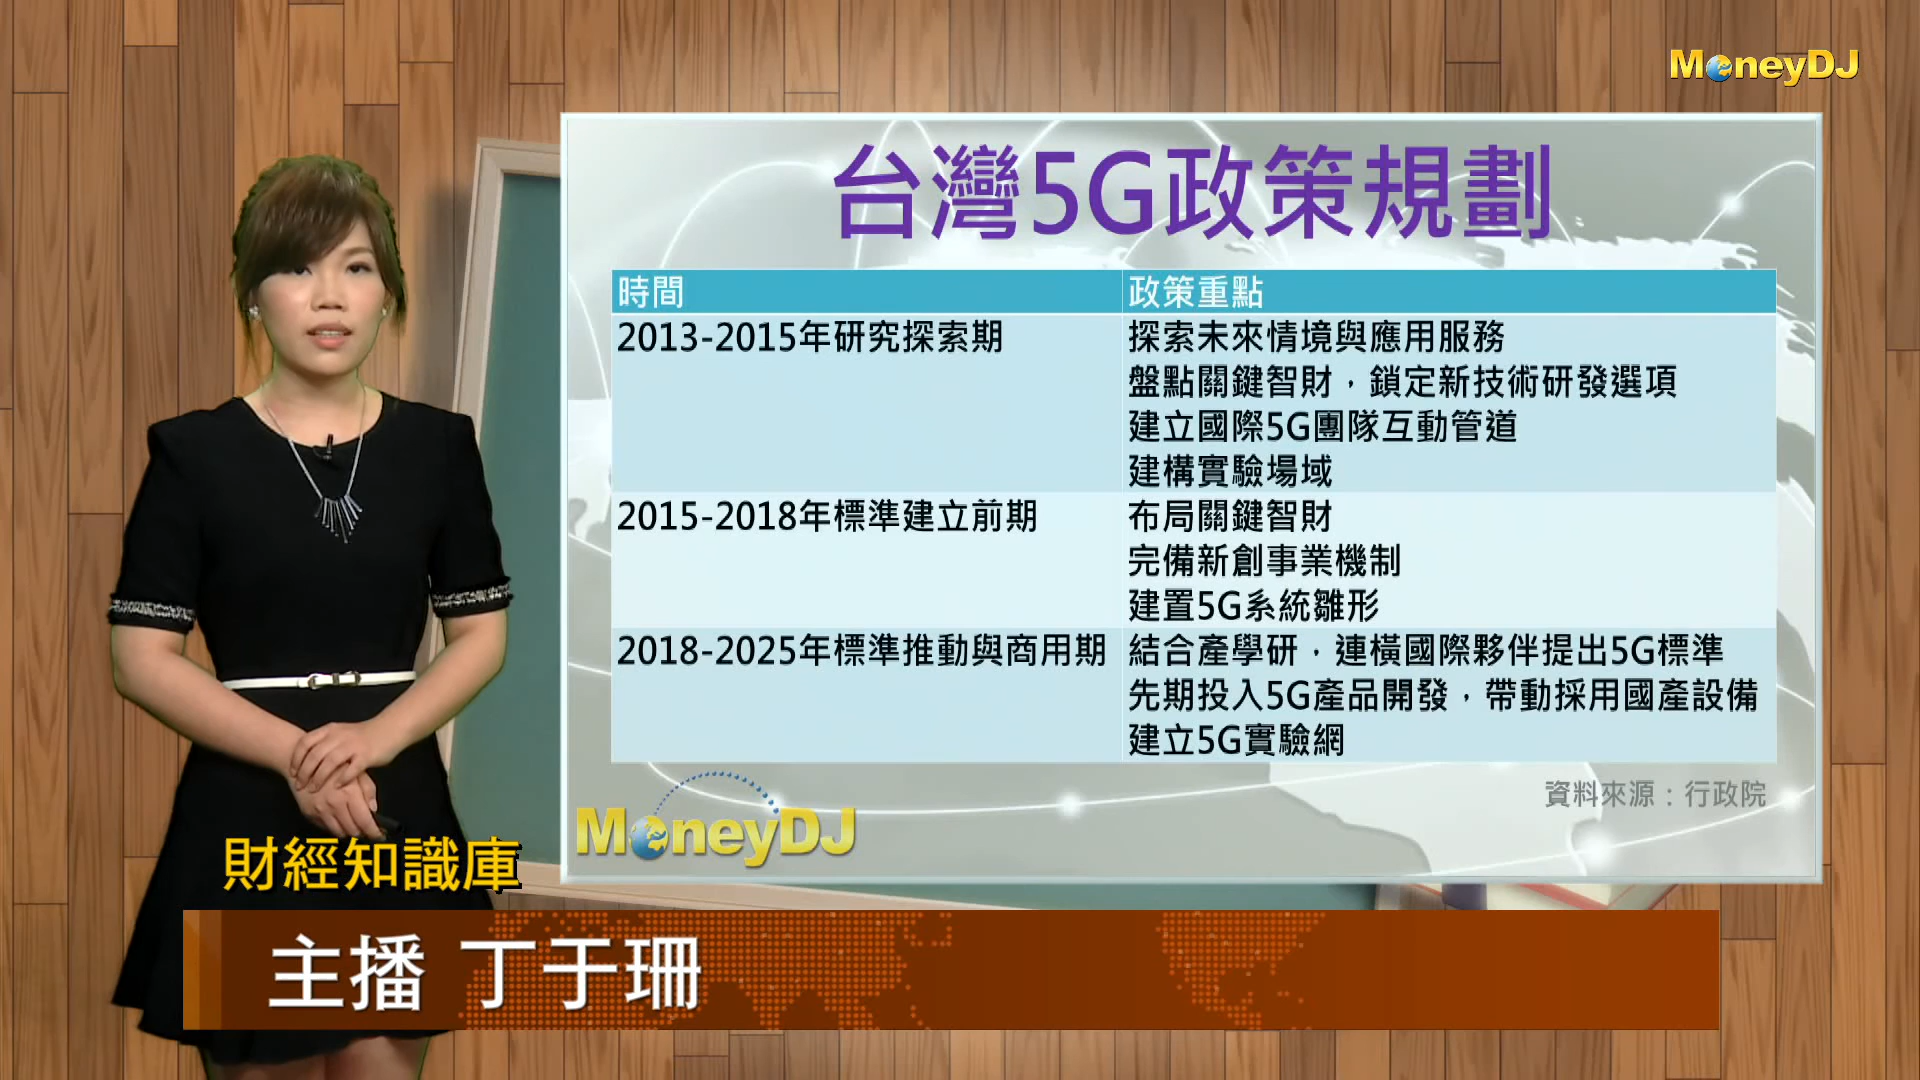 MoneyDJ
台灣5G政策規劃
時間 政策重點
2013-2015年研究探索期 探索未來情境與應用服務
盤點關鍵智財，鎖定新技術研發選項
建立國際5G團隊互動管道
建構實驗場域
2015-2018年標準建立前期 布局關鍵智財
完備新創事業機制
建置5G系統雛形
2018-2025年標準推動與商用期 結合產學研，連橫國際夥伴提出5G標準
先期投入5G產品開發，帶動採用國產設備
建立5G實驗網
資料來源：行政院
MoneyDJ
財經知識庫
主播 丁于珊